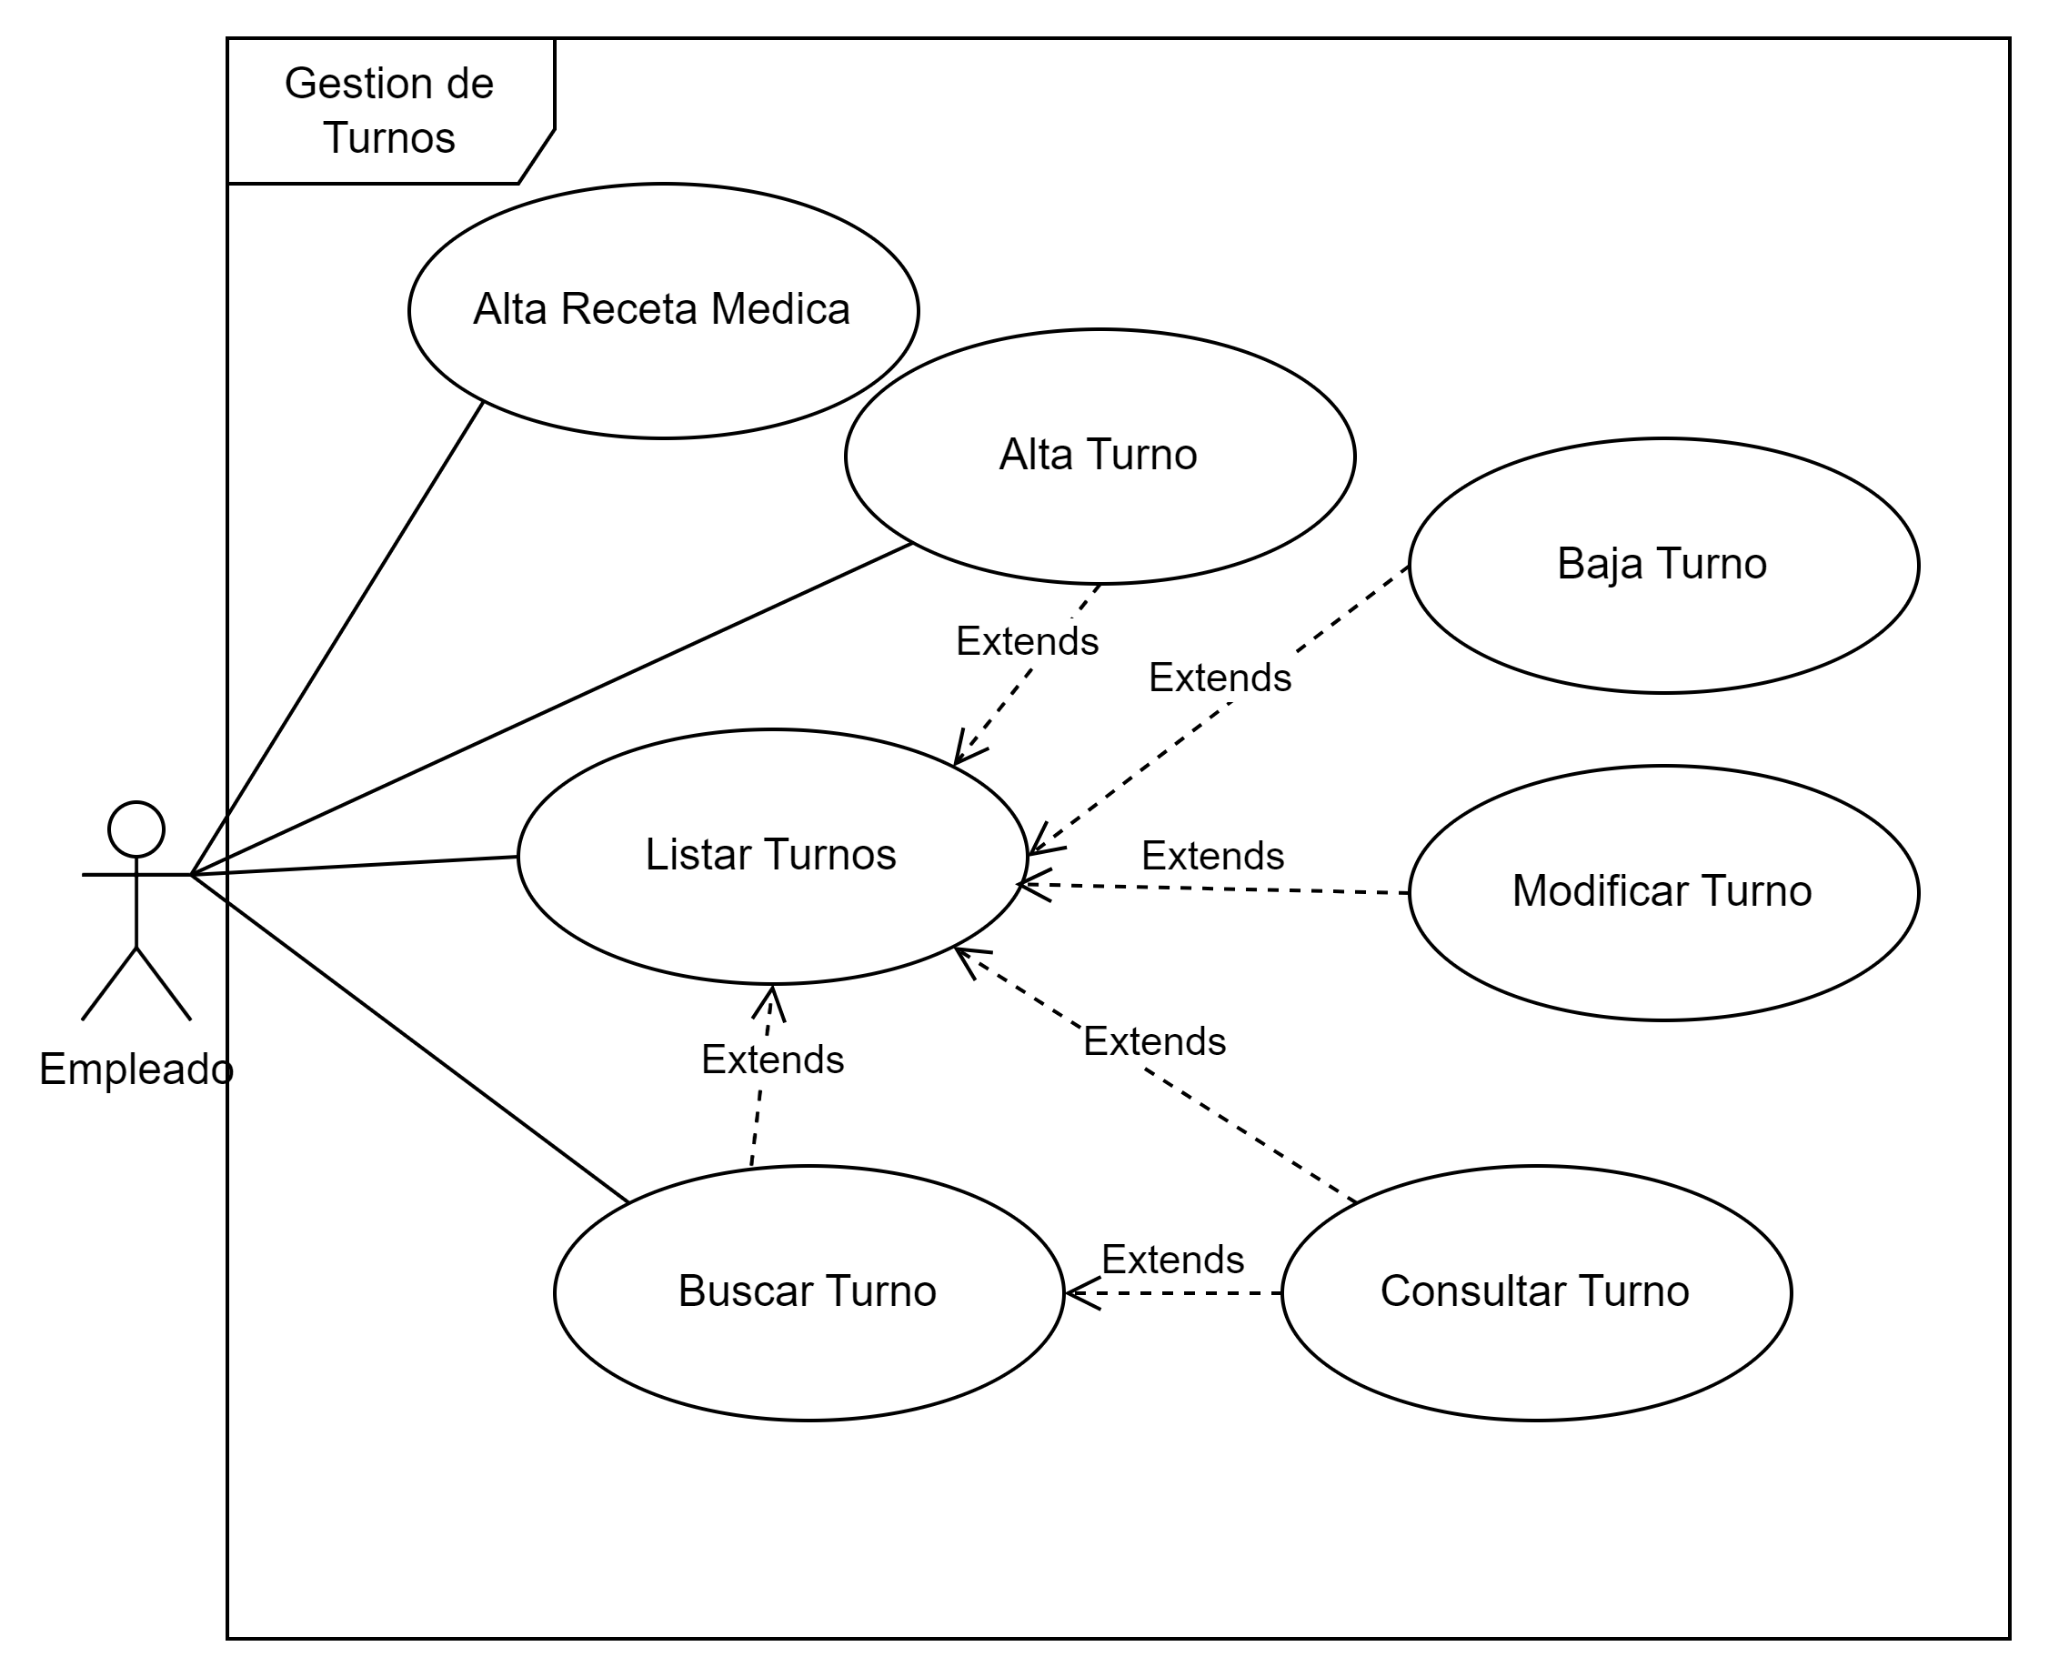 Gestion de
Turnos
Alta Receta Medica
Alta Turno
Baja Turno
Extends
Extends
Listar Turnos
Extends
Modificar Turno
Extends
Extends
Empleado
Extends
Buscar Turno
Consultar Turno